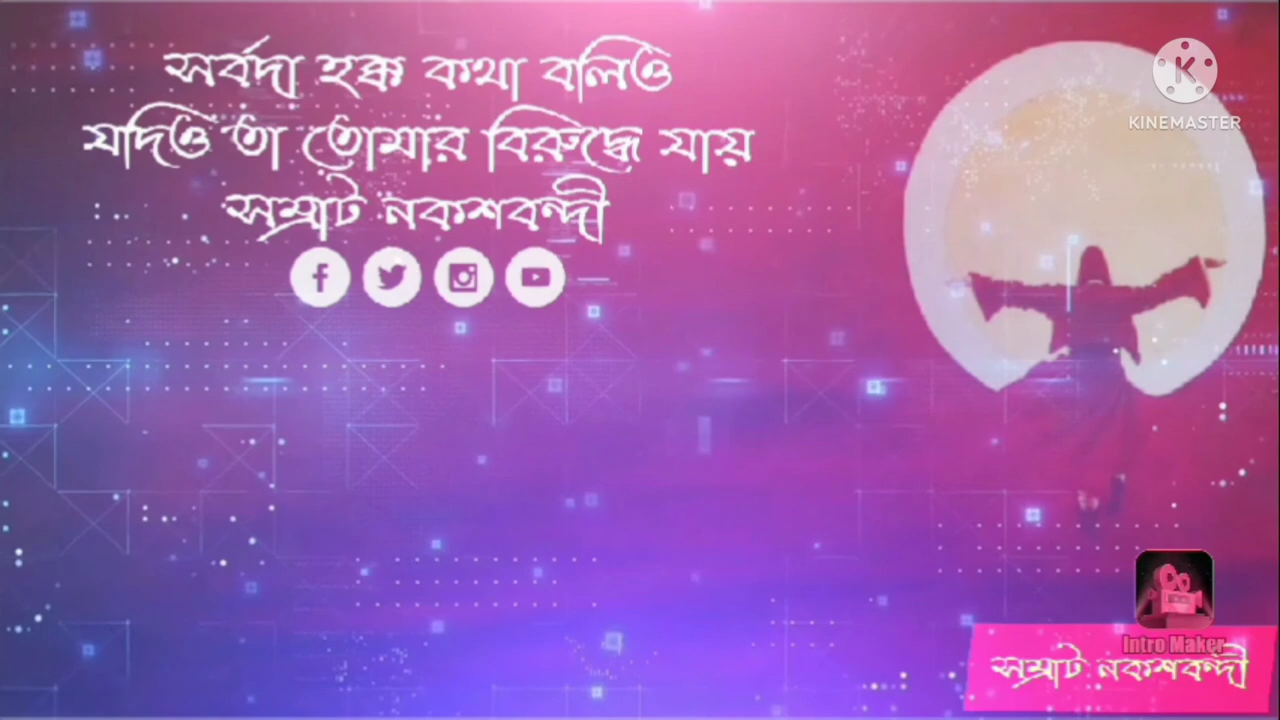 সর্বদা হক্ক কথা বলিও
যদিও তা তোমার বিরুদ্ধে যায়
সম্রাট নকশবন্দী
KINEMASTER
Intro Maker
সম্রাট নকশবন্দী